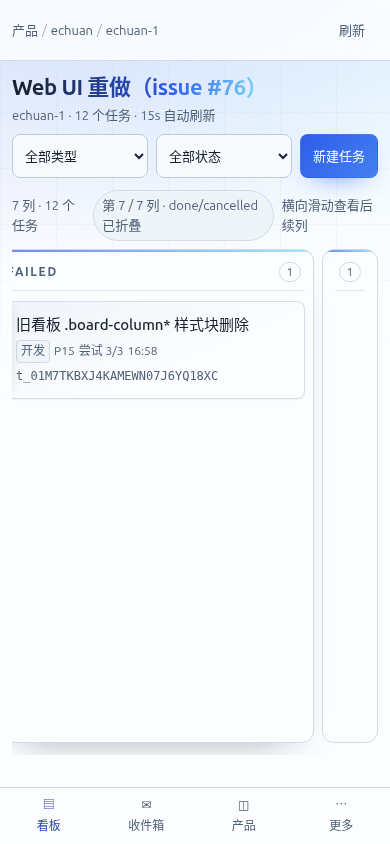 产品 / echuan / echuan-1
刷新
Web UI 重做（issue #76）
echuan-1 · 12 个任务 · 15s 自动刷新
全部类型
全部状态
新建任务
7 列 · 12 个
任务
第 7 / 7 列 · done/cancelled
已折叠
横向滑动查看后
续列
FAILED
1
1
旧看板 .board-column* 样式块删除
开发 P15 尝试 3/3 16:58
t_01M7TKBXJ4KAMEWN07J6YQ18XC
看板
收件箱
产品
更多